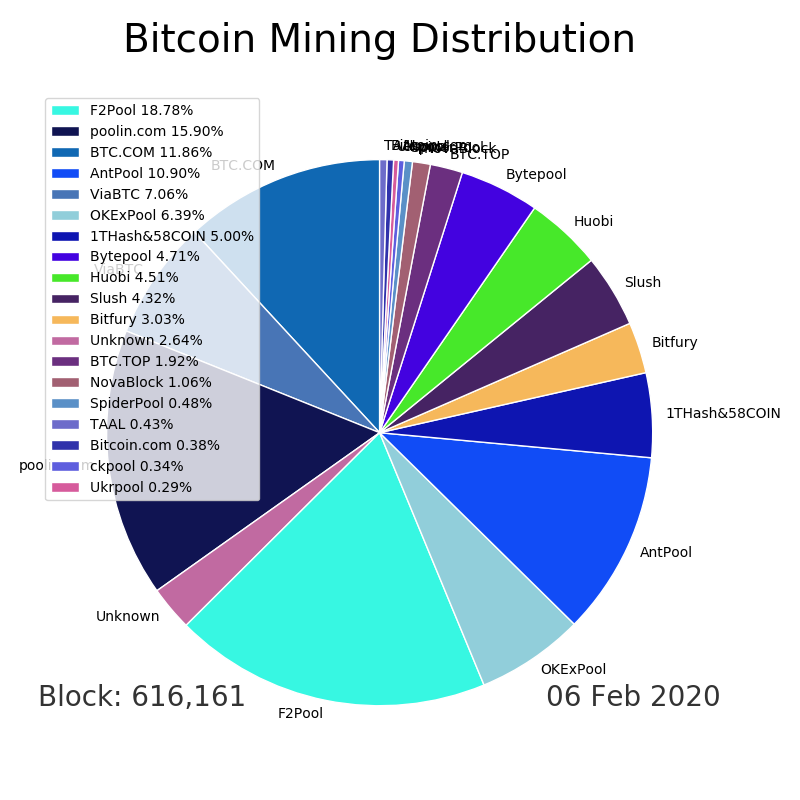 Bitcoin Mining Distribution
F2Pool 18.78%
poolin.com 15.90%
BTC.COM 11.86%
AntPool 10.90%
ViaBTC 7.06%
OKExPool 6.39%
1THash&58COIN 5.00%
Bytepool 4.71%
Huobi 4.51%
Slush 4.32%
Bitfury 3.03%
Unknown 2.64%
BTC.TOP 1.92%
NovaBlock 1.06%
SpiderPool 0.48%
TAAL 0.43%
Bitcoin.com 0.38%
ckpool 0.34%
Ukrpool 0.29%
BTC.TOP
Bytepool
Huobi
Slush
Bitfury
1THash&58COIN
AntPool
OKExPool
F2Pool
Unknown
BTC.COM
ViaBTC
Block: 616,161
06 Feb 2020